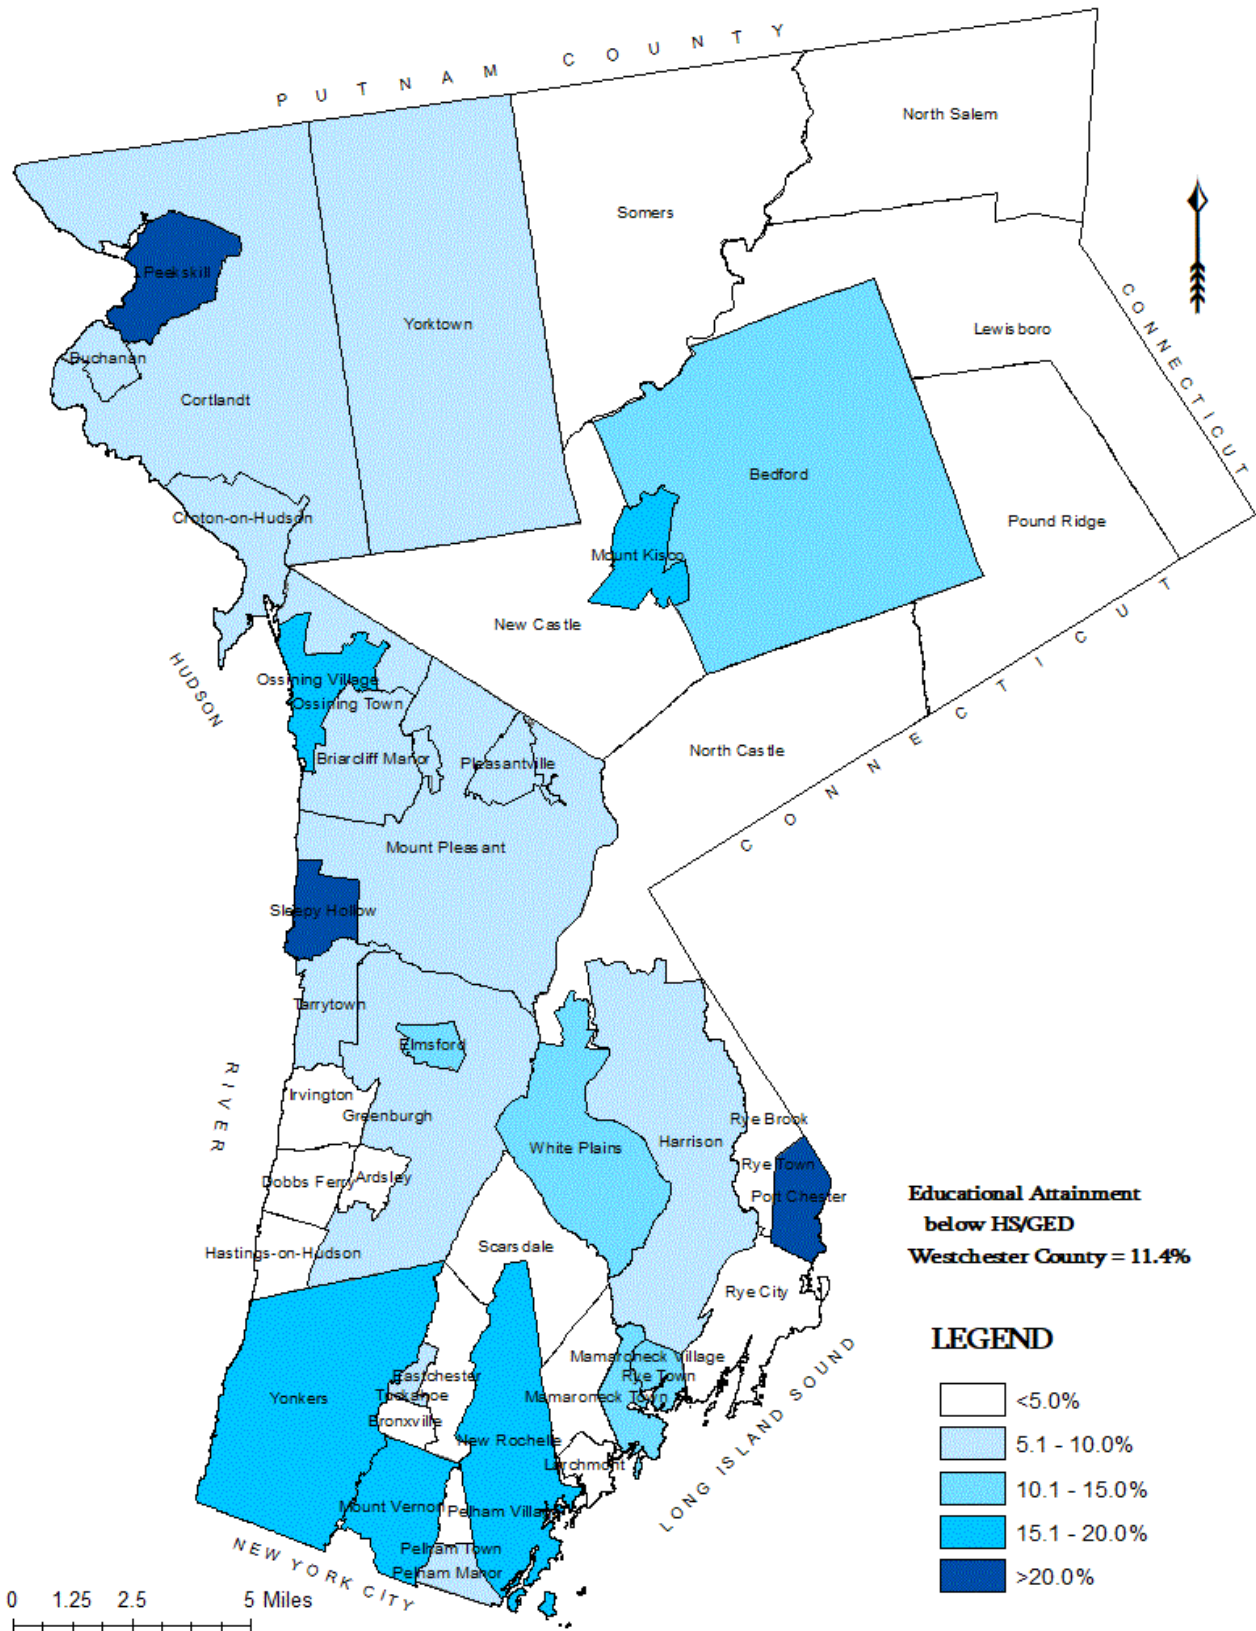 PUTNAM COUNTY
North Salem
Somers
Peekskill
Yorktown
Lewisboro
CONNECTICUT
Buchanan
Cortlandt
Bedford
Croton-on-Hudson
Pound Ridge
Mount Kisco
New Castle
HUDSON
Ossining Village
Ossining Town
CONNECTICUT
North Castle
Briarcliff Manor
Pleasantville
Mount Pleasant
Sleepy Hollow
Tarrytown
Elmsford
RIVER
Irvington
Greenburgh
Rye Brook
White Plains
Harrison
Rye Town
Dobbs Ferry
Ardsley
Port Chester
Educational Attainment
below HS/GED
Westchester County = 11.4%
Hastings-on-Hudson
Scarsdale
Rye City
LEGEND
<5.0%
5.1 - 10.0%
10.1 - 15.0%
15.1 - 20.0%
>20.0%
Mamaroneck Village
Eastchester
Rye Town
Yonkers
Tuckahoe
Mamaroneck Town
Bronxville
New Rochelle
Larchmont
LONG ISLAND SOUND
Mount Vernon
Pelham Village
Pelham Town
Pelham Manor
NEW YORK CITY
0 1.25 2.5 5 Miles